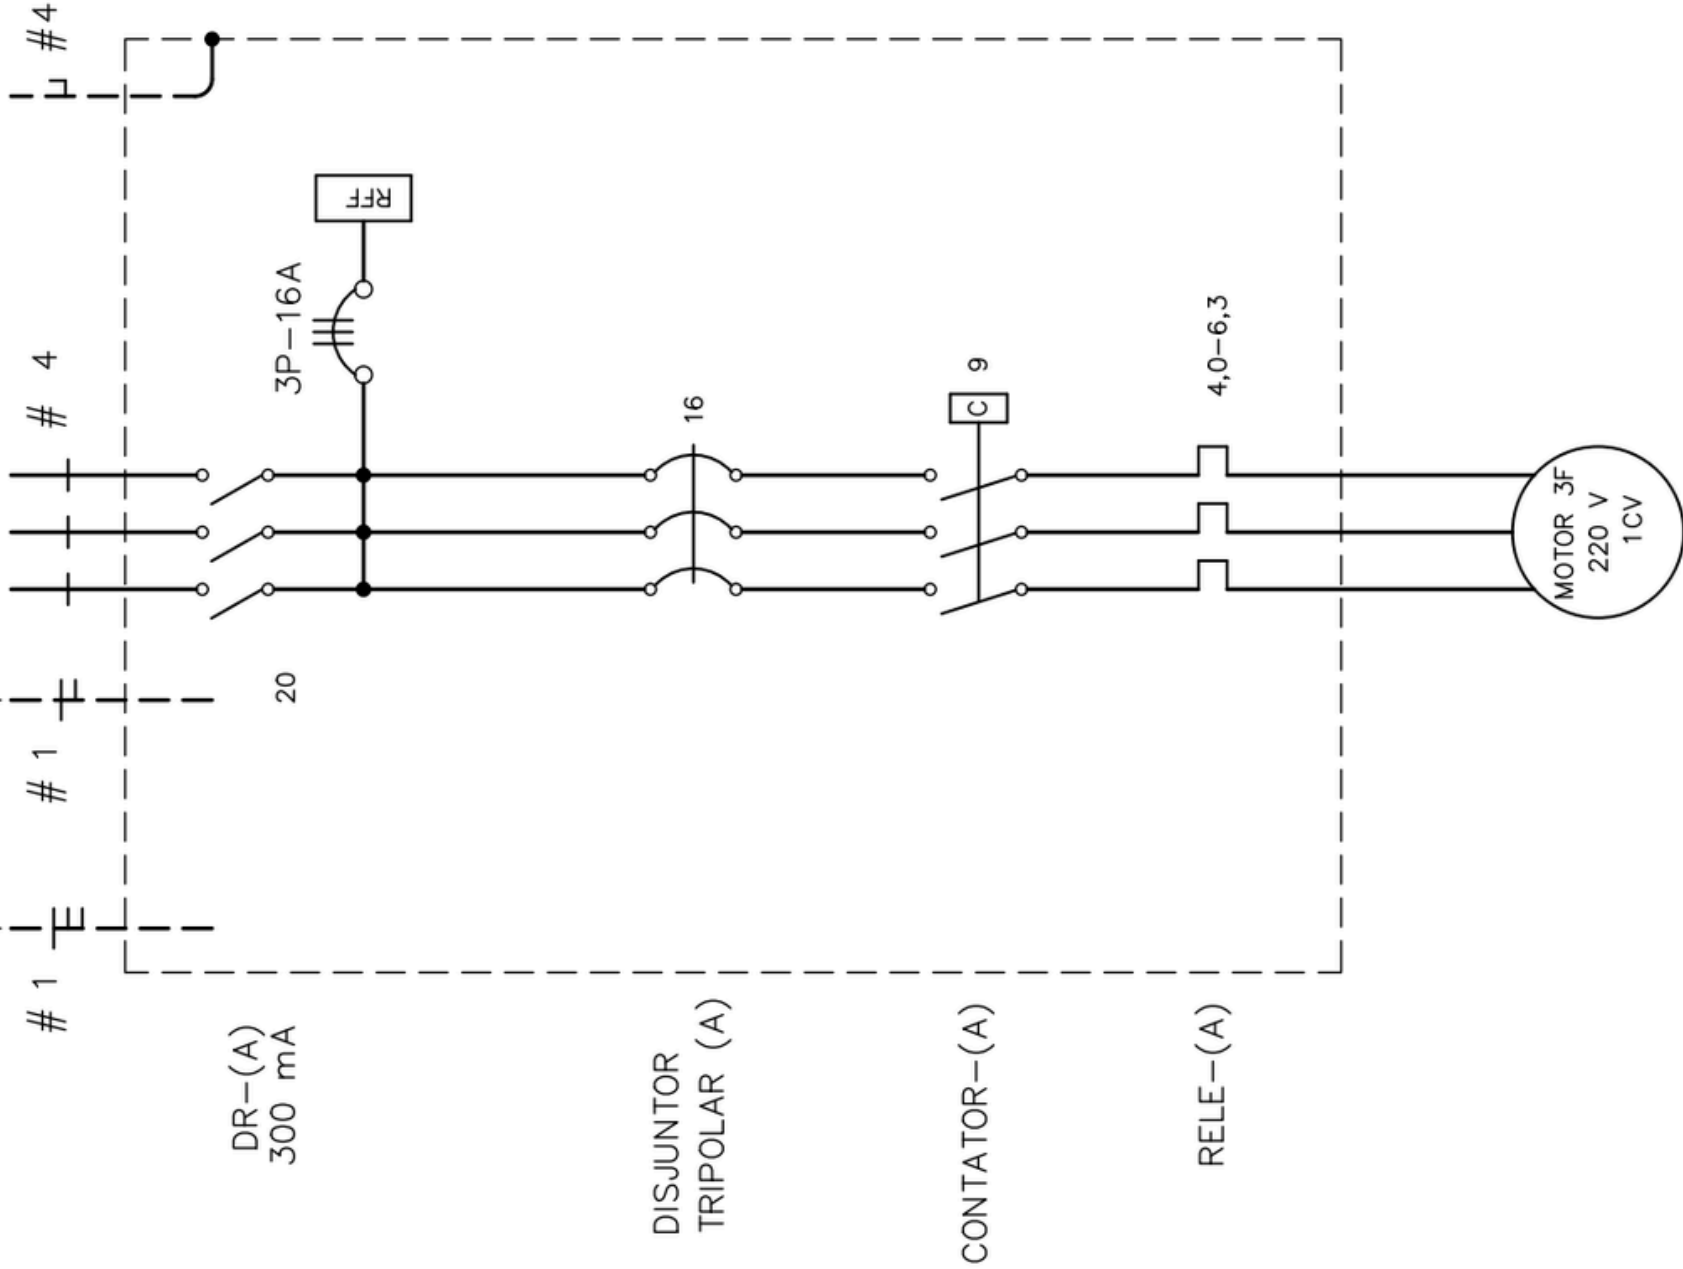 # 1
# 1
# 4
#4
DR-(A)
300 mA
20
3P-16A
RFF
DISJUNTOR
TRIPOLAR (A)
16
CONTATOR-(A)
C
9
RELE-(A)
4,0-6,3
MOTOR 3F
220 V
1CV